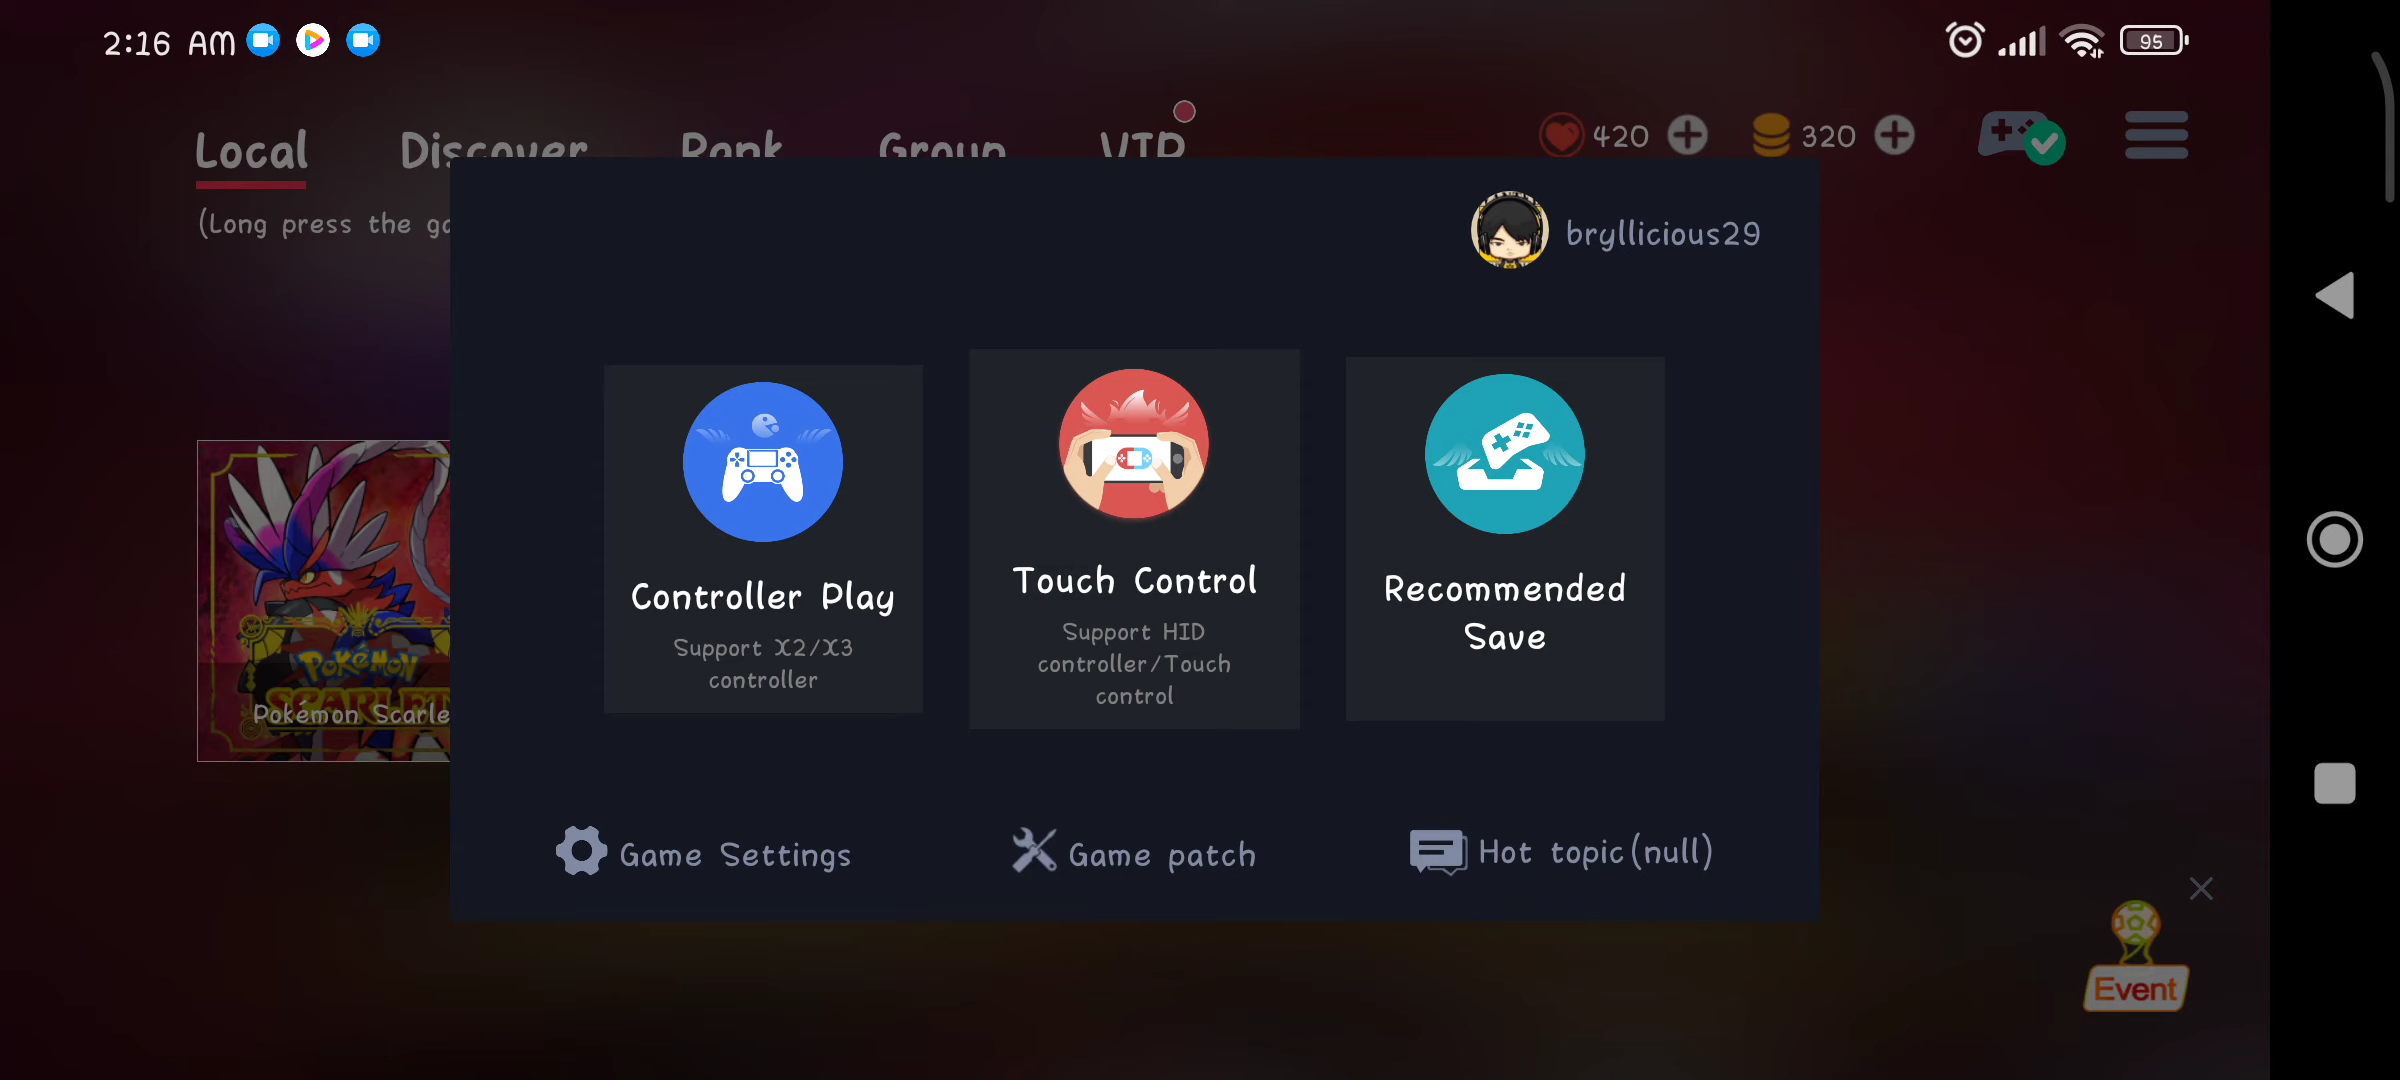 2:16 AM
95
Local Discover Rank Group VIP 420 320
(Long press the ga
bryllicious29
Controller Play
Support X2/X3
controller
Touch Control
Support HID
controller/Touch
control
Recommended
Save
POKÉMON
SCARLET
Pokémon Scarle
Game Settings
Game patch
Hot topic(null)
Event